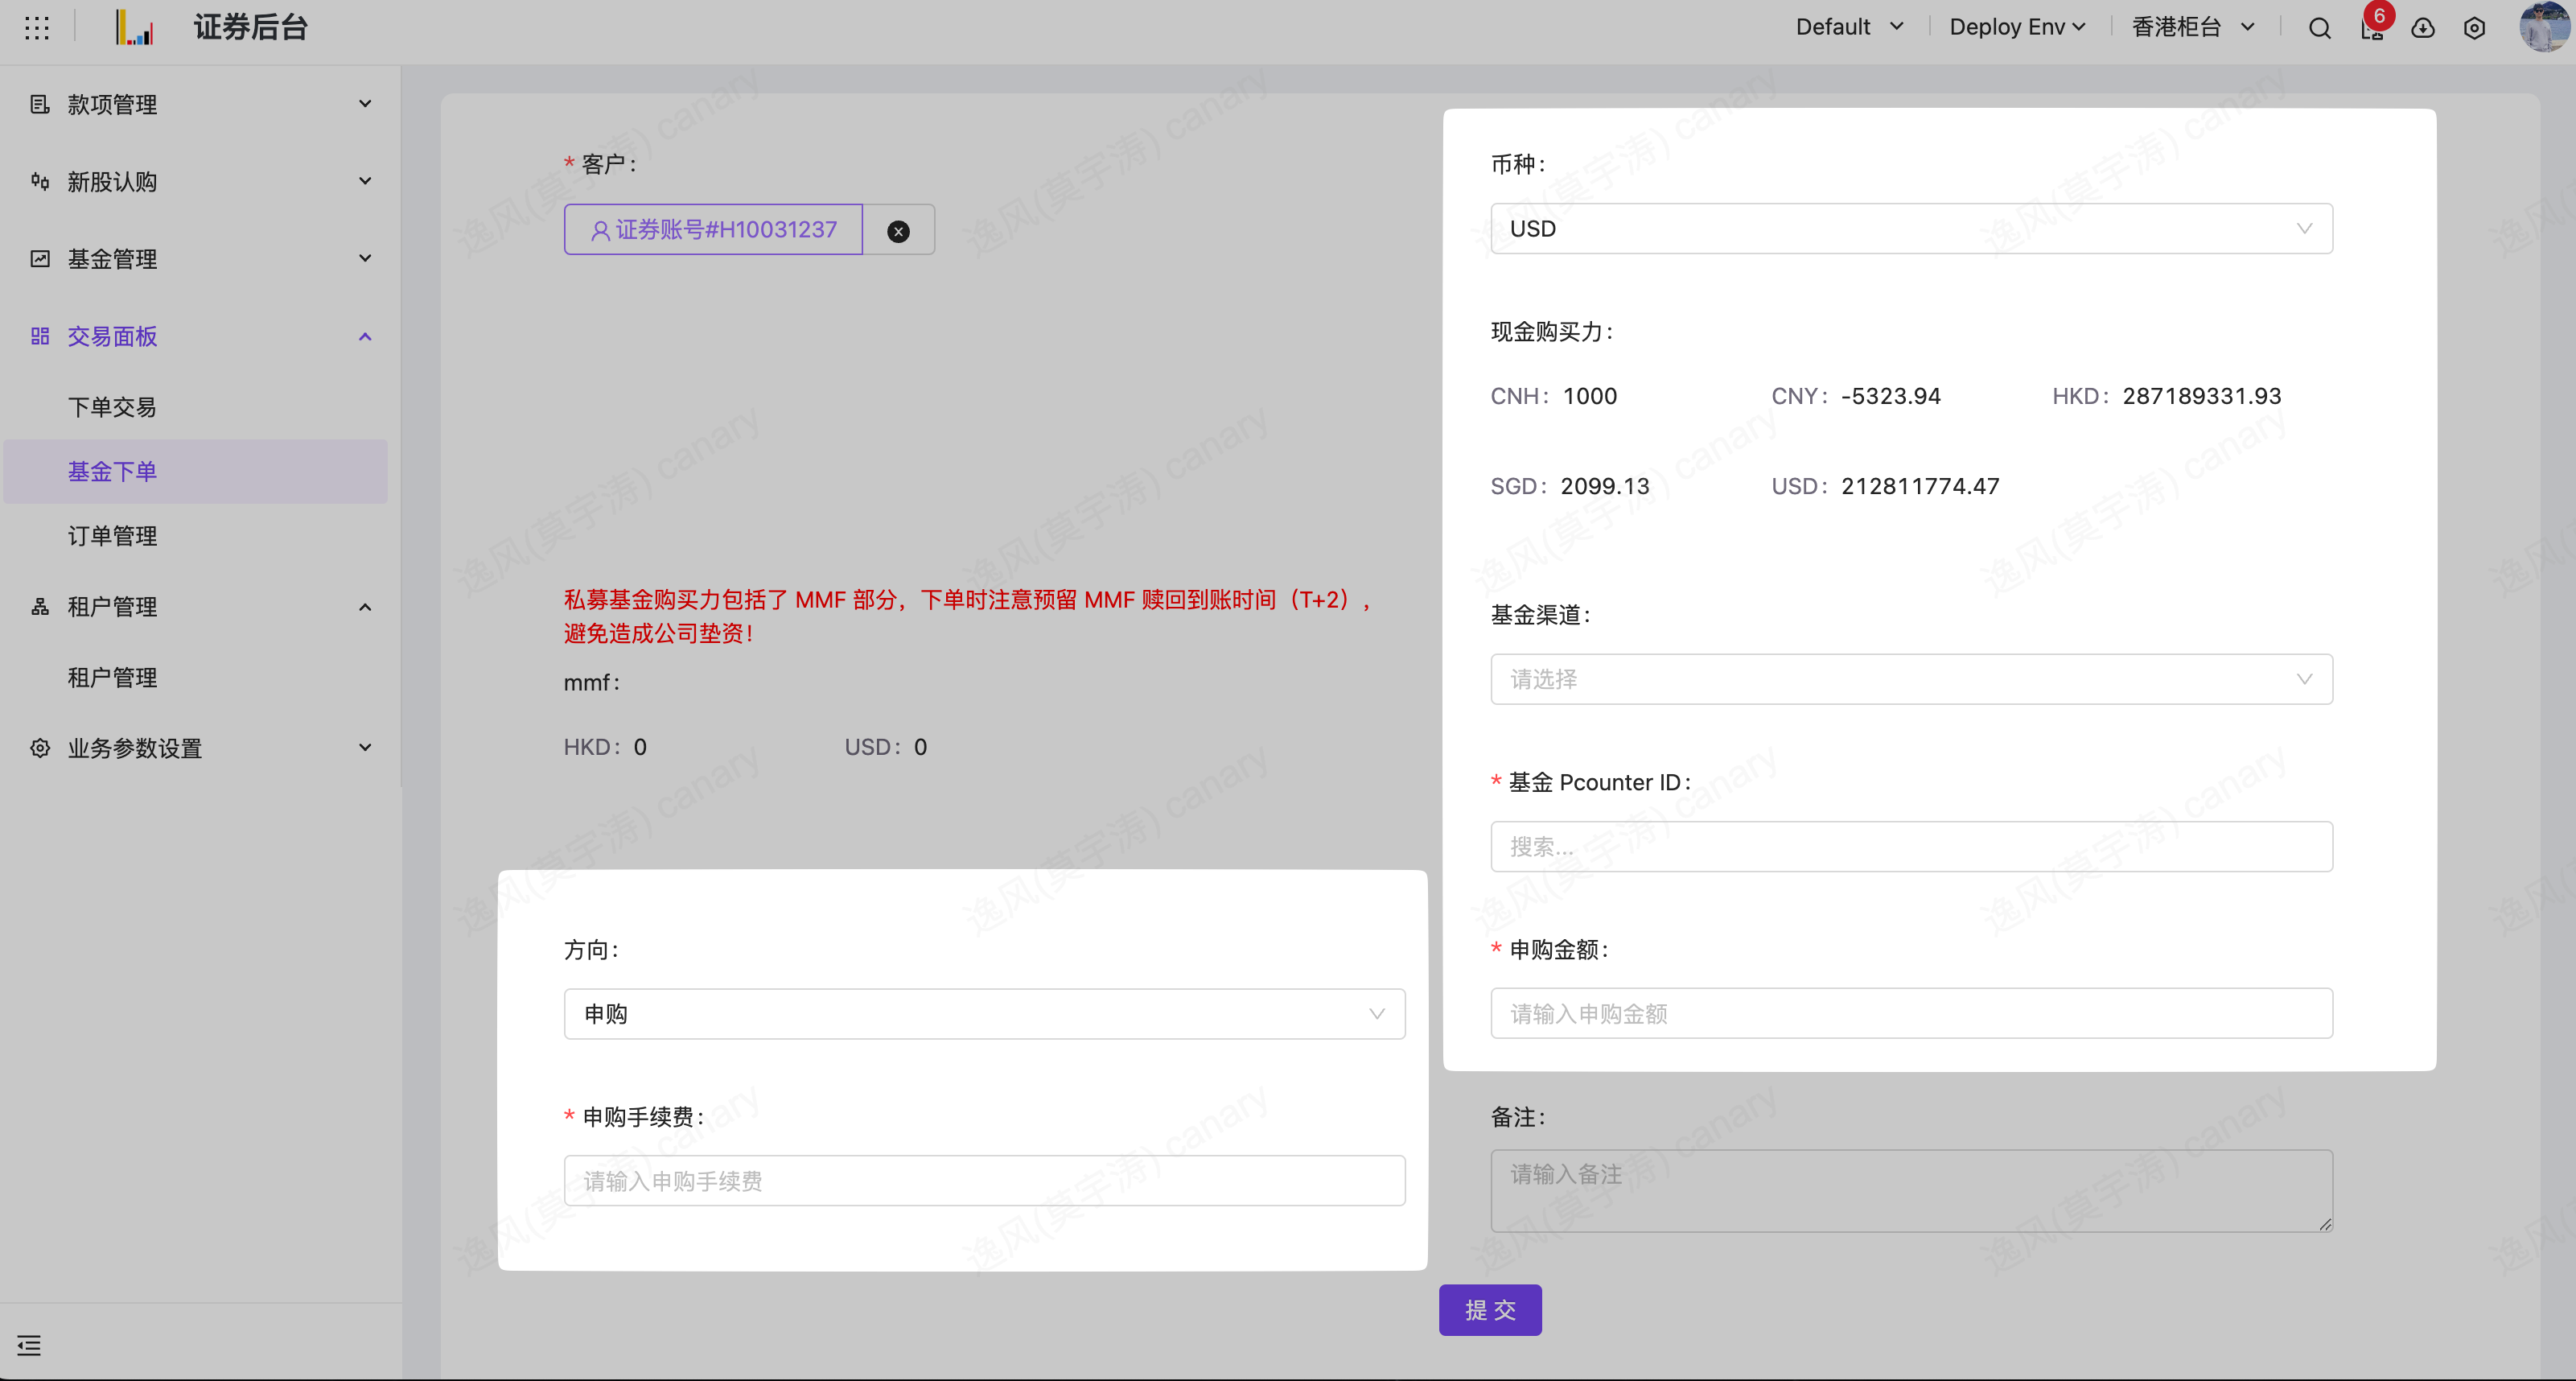 证券后台
Default
Deploy Env
香港柜台
6
款项管理
新股认购
基金管理
交易面板
下单交易
基金下单
订单管理
租户管理
租户管理
业务参数设置
* 客户：
证券账号#H10031237
币种：
USD
现金购买力：
CNH： 1000
CNY： -5323.94
HKD： 287189331.93
SGD： 2099.13
USD： 212811774.47
私募基金购买力包括了 MMF 部分，下单时注意预留 MMF 赎回到账时间（T+2），
避免造成公司垫资！
mmf：
HKD： 0
USD： 0
基金渠道：
请选择
* 基金 Pcounter ID：
搜索...
方向：
申购
* 申购金额：
请输入申购金额
* 申购手续费：
请输入申购手续费
备注：
请输入备注
提 交
逸风(莫宇涛) canary